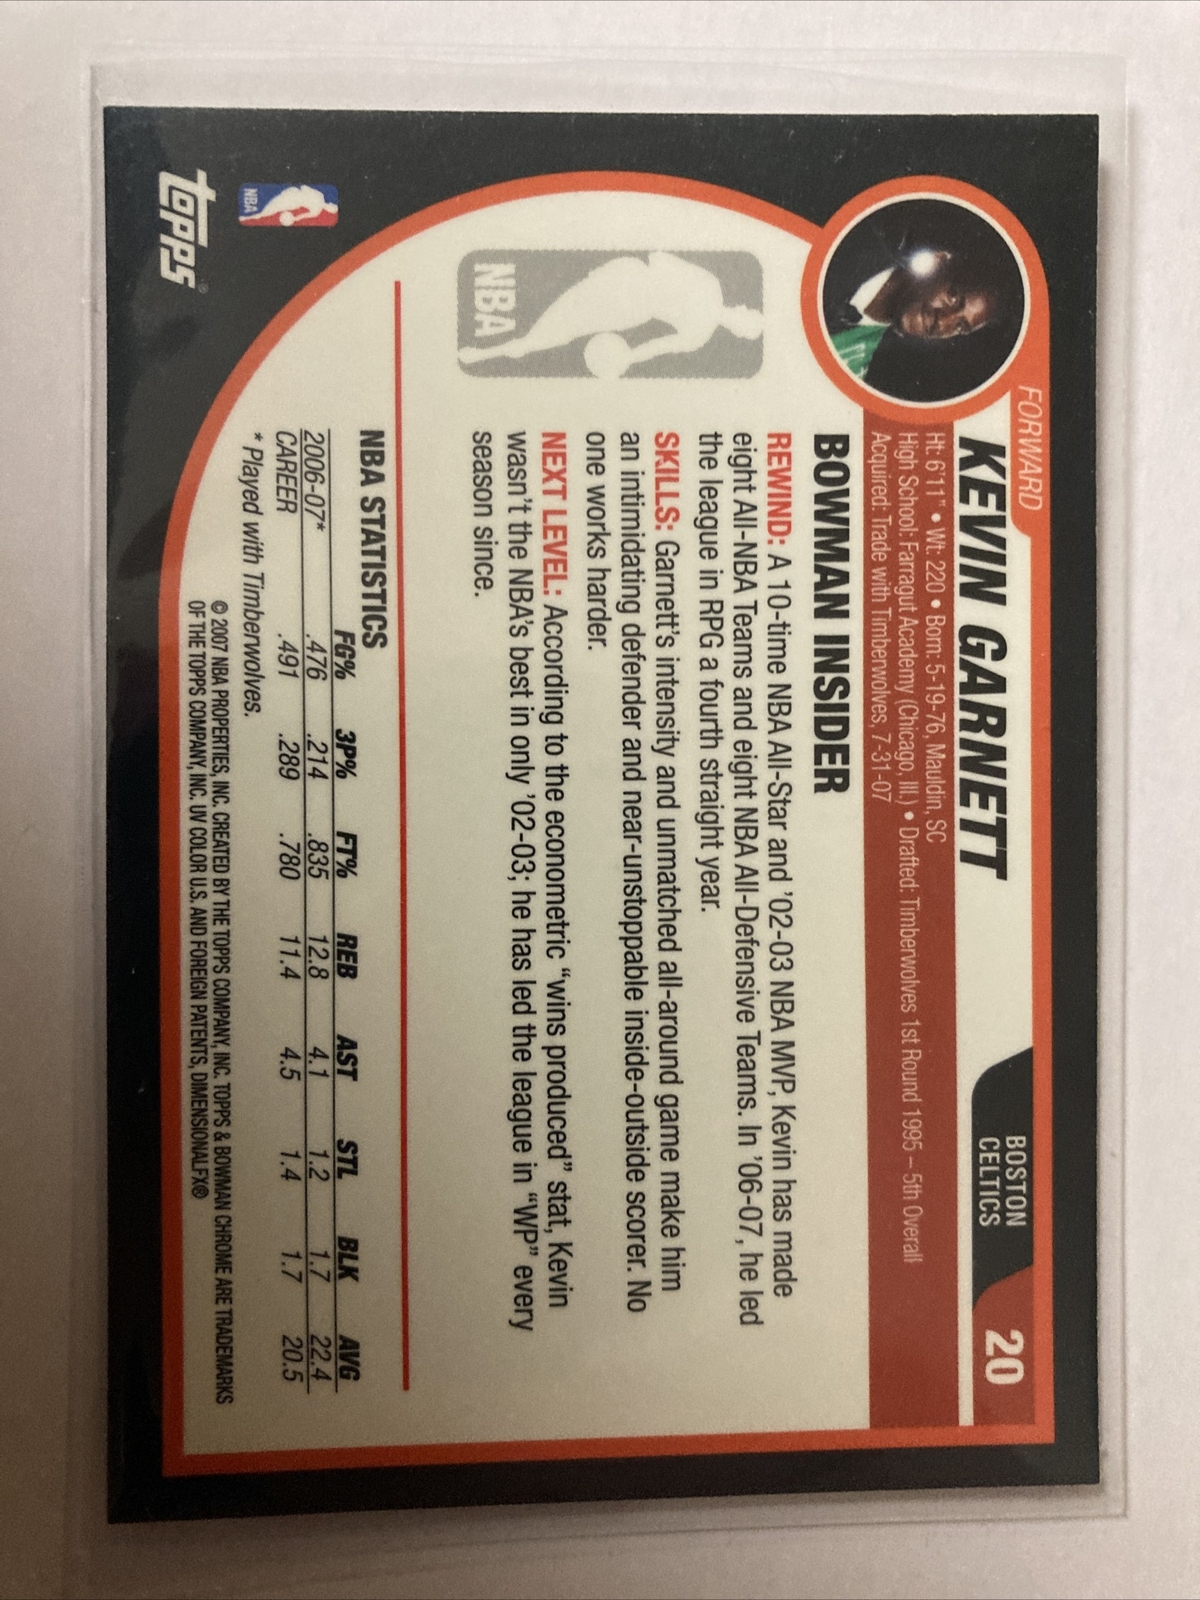 FORWARD
KEVIN GARNETT
BOSTON
CELTICS
20
Ht: 6'11" • Wt: 220 • Born: 5-19-76, Mauldin, SC
High School: Farragut Academy (Chicago, Ill.) • Drafted: Timberwolves 1st Round 1995 – 5th Overall
Acquired: Trade with Timberwolves, 7-31-07
BOWMAN INSIDER
REWIND: A 10-time NBA All-Star and '02-03 NBA MVP, Kevin has made
eight All-NBA Teams and eight NBA All-Defensive Teams. In '06-07, he led
the league in RPG a fourth straight year.
SKILLS: Garnett's intensity and unmatched all-around game make him
an intimidating defender and near-unstoppable inside-outside scorer. No
one works harder.
NEXT LEVEL: According to the econometric "wins produced" stat, Kevin
wasn't the NBA's best in only '02-03; he has led the league in "WP" every
season since.
NBA
NBA STATISTICS
FG% 3P% FT% REB AST STL BLK AVG
2006-07* .476 .214 .835 12.8 4.1 1.2 1.7 22.4
CAREER .491 .289 .780 11.4 4.5 1.4 1.7 20.5
* Played with Timberwolves.
NBA
topps®
© 2007 NBA PROPERTIES, INC. CREATED BY THE TOPPS COMPANY, INC. TOPPS & BOWMAN CHROME ARE TRADEMARKS
OF THE TOPPS COMPANY, INC. UV COLOR U.S. AND FOREIGN PATENTS, DIMENSIONALFX®